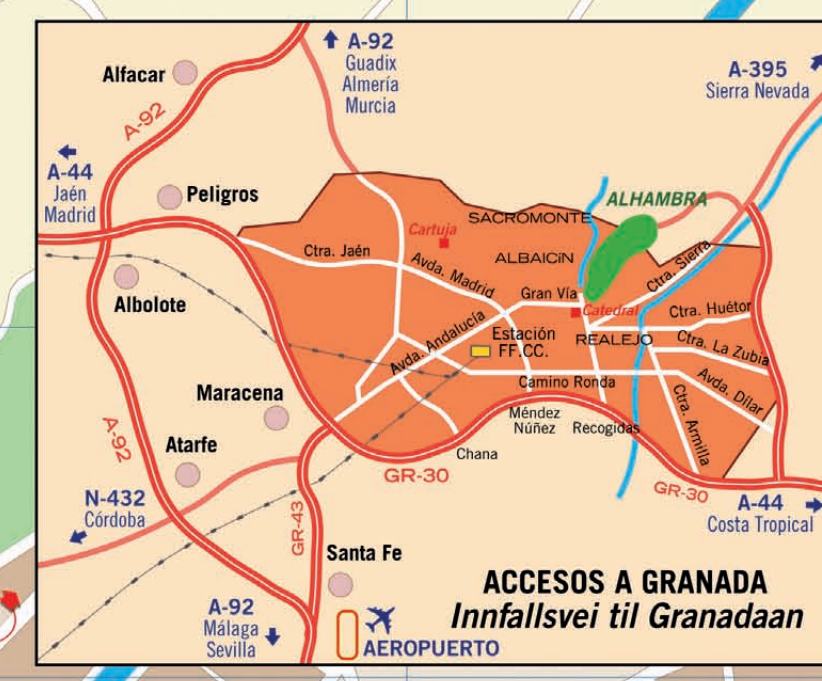 Alfacar
A-92
A-92
Guadix
Almería
Murcia
A-395
Sierra Nevada
A-44
Jaén
Madrid
Peligros
ALHAMBRA
SACROMONTE
Cartuja
Ctra. Jaén
ALBAICíN
Avda. Madrid
Ctra. Sierra
Albolote
Gran Vía
Catedral
Ctra. Huétor
Avda. Andalucía
Estación
FF.CC.
REALEJO
Ctra. La Zubia
Camino Ronda
Avda. Dílar
Maracena
Méndez
Núñez
Recogidas
Ctra. Armilla
A-92
Atarfe
Chana
GR-30
GR-30
N-432
Córdoba
GR-43
A-44
Costa Tropical
Santa Fe
A-92
Málaga
Sevilla
AEROPUERTO
ACCESOS A GRANADA
Innfallsvei til Granadaan